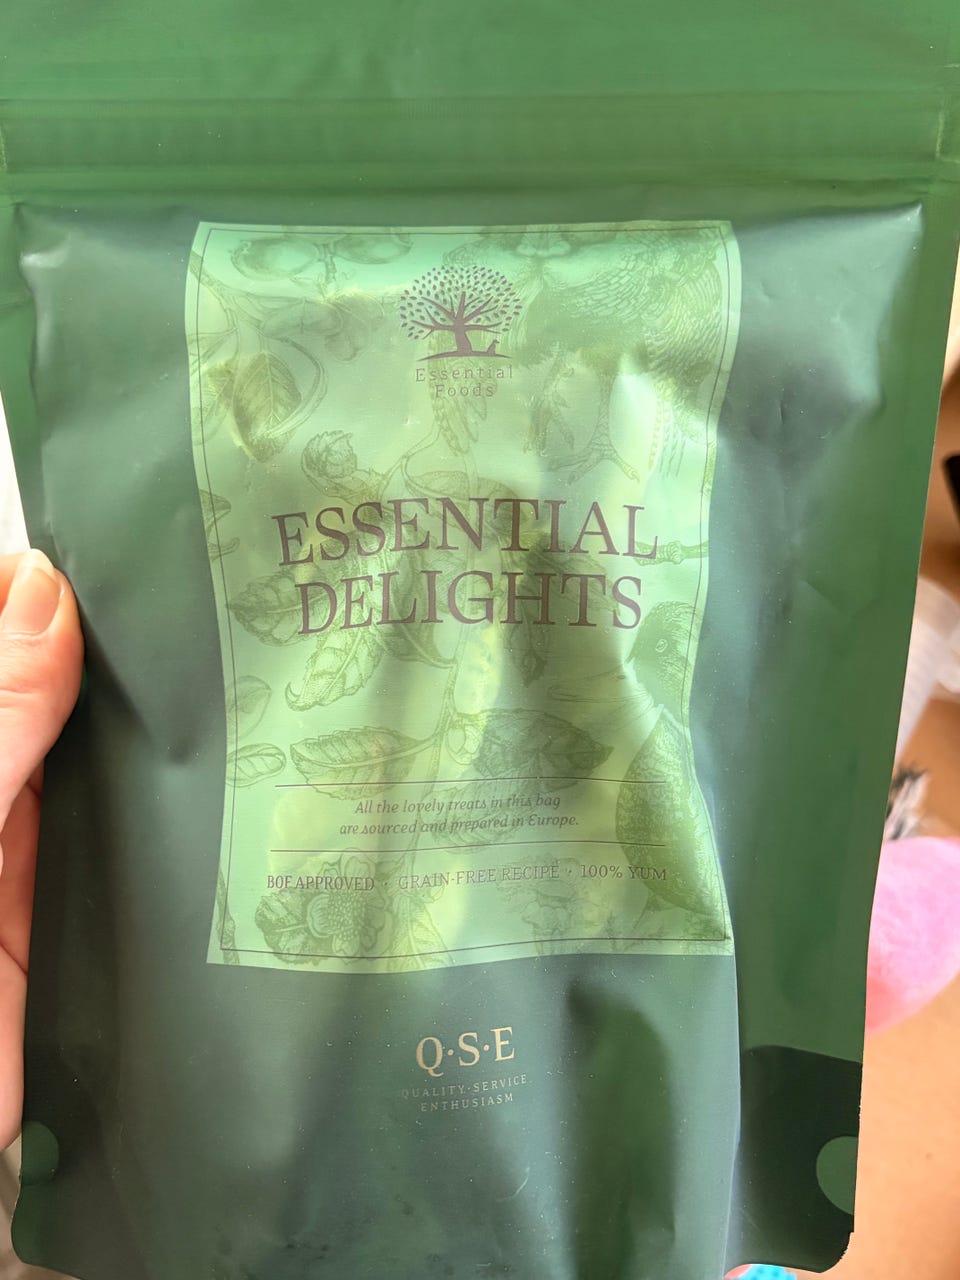 Essential
Foods
ESSENTIAL
DELIGHTS
All the lovely treats in this bag
are sourced and prepared in Europe.
BOF APPROVED · GRAIN-FREE RECIPE · 100% YUM
Q·S·E
QUALITY·SERVICE
ENTHUSIASM